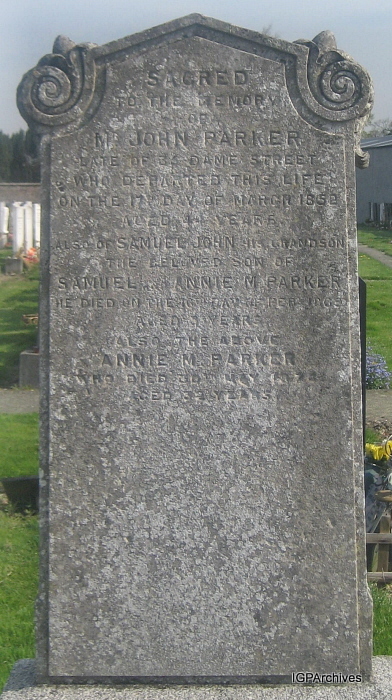 SACRED
TO THE MEMORY
OF
Mr JOHN PARKER
LATE OF DAME STREET
WHO DEPARTED THIS LIFE
ON THE 17th DAY OF MARCH 1852
AGED YEARS
ALSO OF SAMUEL JOHN HIS GRANDSON
THE BELOVED SON OF
SAMUEL ANNIE M. PARKER
HE DIED ON THE DAY OF
AGED YEARS
ALSO THE ABOVE
ANNIE M. PARKER
WHO DIED
AGED YEARS
IGPArchives